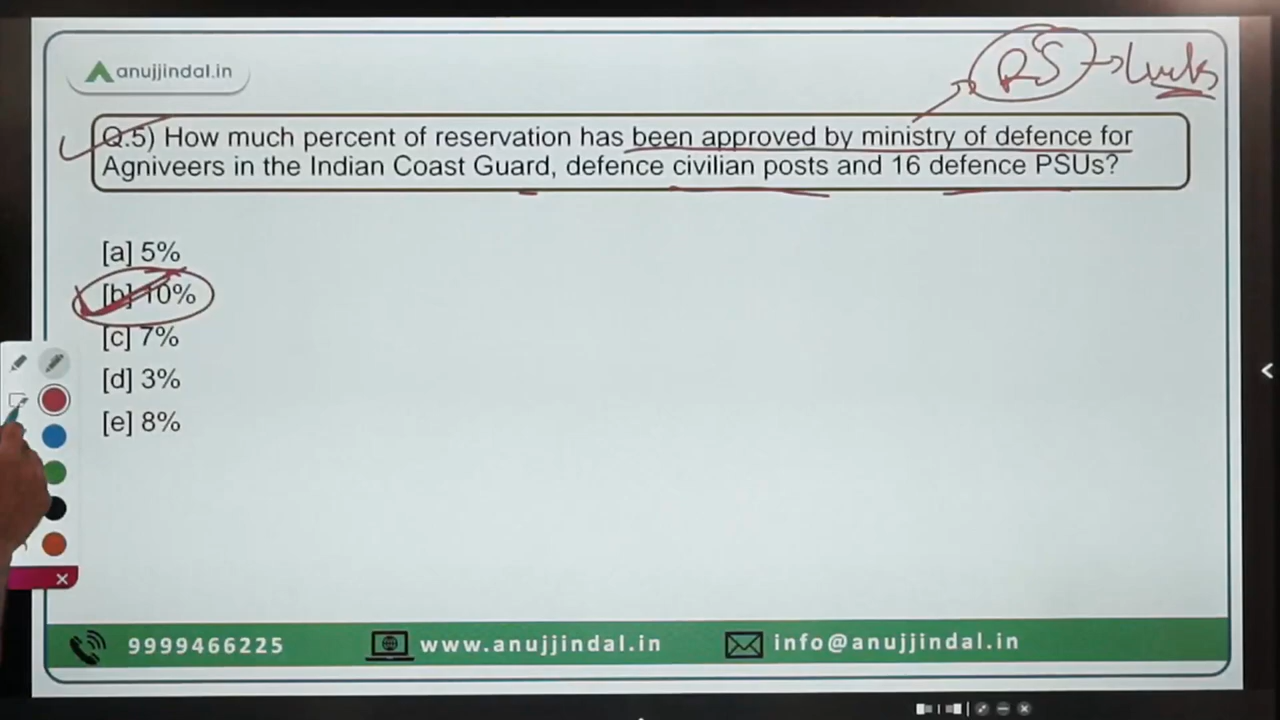 RS → Lucks
anujjindal.in
Q.5) How much percent of reservation has been approved by ministry of defence for
Agniveers in the Indian Coast Guard, defence civilian posts and 16 defence PSUs?
[a] 5%
[b] 10%
[c] 7%
[d] 3%
[e] 8%
9999466225 www.anujjindal.in info@anujjindal.in